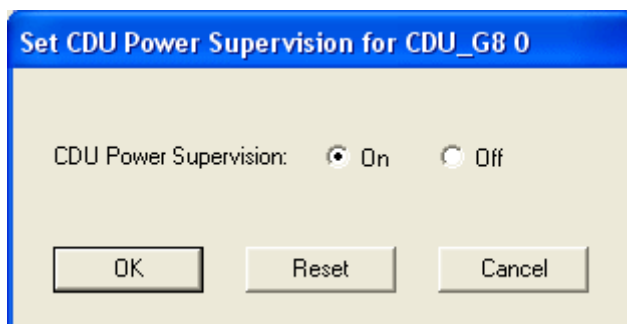 Set CDU Power Supervision for CDU_G8 0
CDU Power Supervision: On Off
OK Reset Cancel